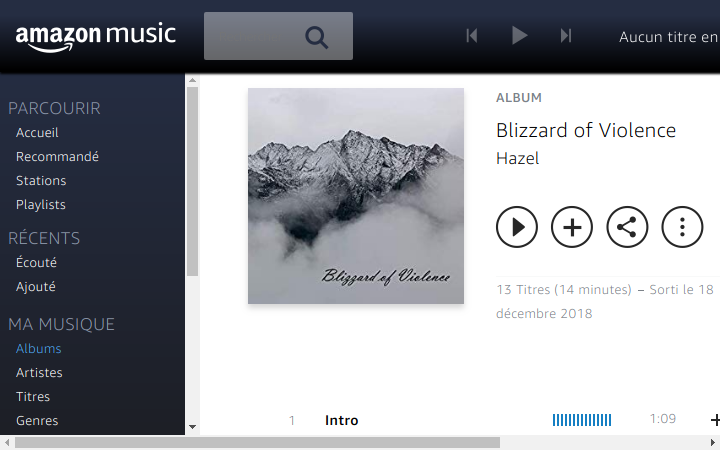 amazon music
Aucun titre en
PARCOURIR
Accueil
Recommandé
Stations
Playlists
RÉCENTS
Écouté
Ajouté
MA MUSIQUE
Albums
Artistes
Titres
Genres
Blizzard of Violence
ALBUM
Blizzard of Violence
Hazel
13 Titres (14 minutes) – Sorti le 18
décembre 2018
1 Intro 1:09